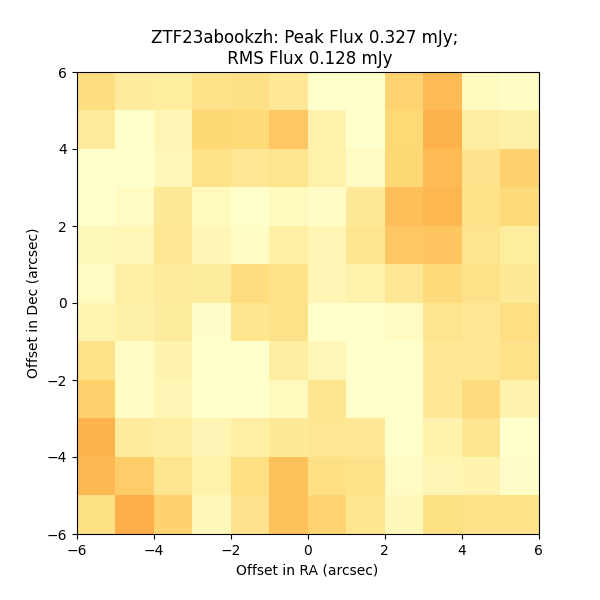 ZTF23abookzh: Peak Flux 0.327 mJy;
RMS Flux 0.128 mJy
6
4
2
0
−2
−4
−6
Offset in Dec (arcsec)
−6 −4 −2 0 2 4 6
Offset in RA (arcsec)